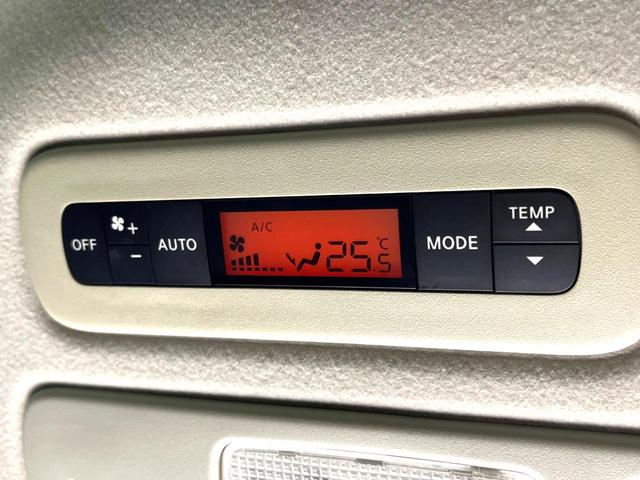 OFF
+
-
AUTO
A/C
25.5°C
MODE
TEMP